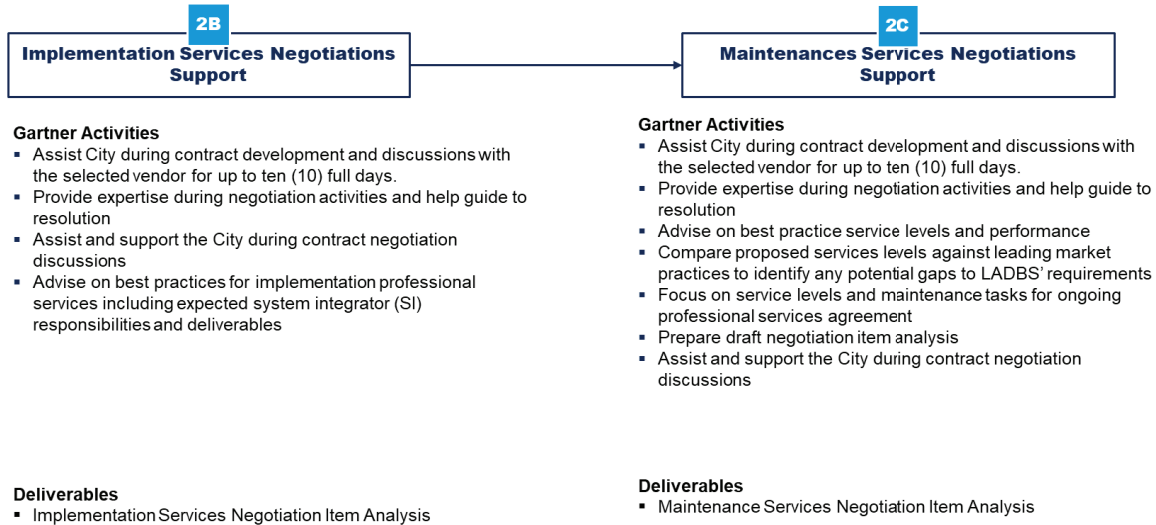 2B
Implementation Services Negotiations
Support
Gartner Activities
▪ Assist City during contract development and discussions with
the selected vendor for up to ten (10) full days.
▪ Provide expertise during negotiation activities and help guide to
resolution
▪ Assist and support the City during contract negotiation
discussions
▪ Advise on best practices for implementation professional
services including expected system integrator (SI)
responsibilities and deliverables
Deliverables
▪ Implementation Services Negotiation Item Analysis
2C
Maintenances Services Negotiations
Support
Gartner Activities
▪ Assist City during contract development and discussions with
the selected vendor for up to ten (10) full days.
▪ Provide expertise during negotiation activities and help guide to
resolution
▪ Advise on best practice service levels and performance
▪ Compare proposed services levels against leading market
practices to identify any potential gaps to LADBS' requirements
▪ Focus on service levels and maintenance tasks for ongoing
professional services agreement
▪ Prepare draft negotiation item analysis
▪ Assist and support the City during contract negotiation
discussions
Deliverables
▪ Maintenance Services Negotiation Item Analysis